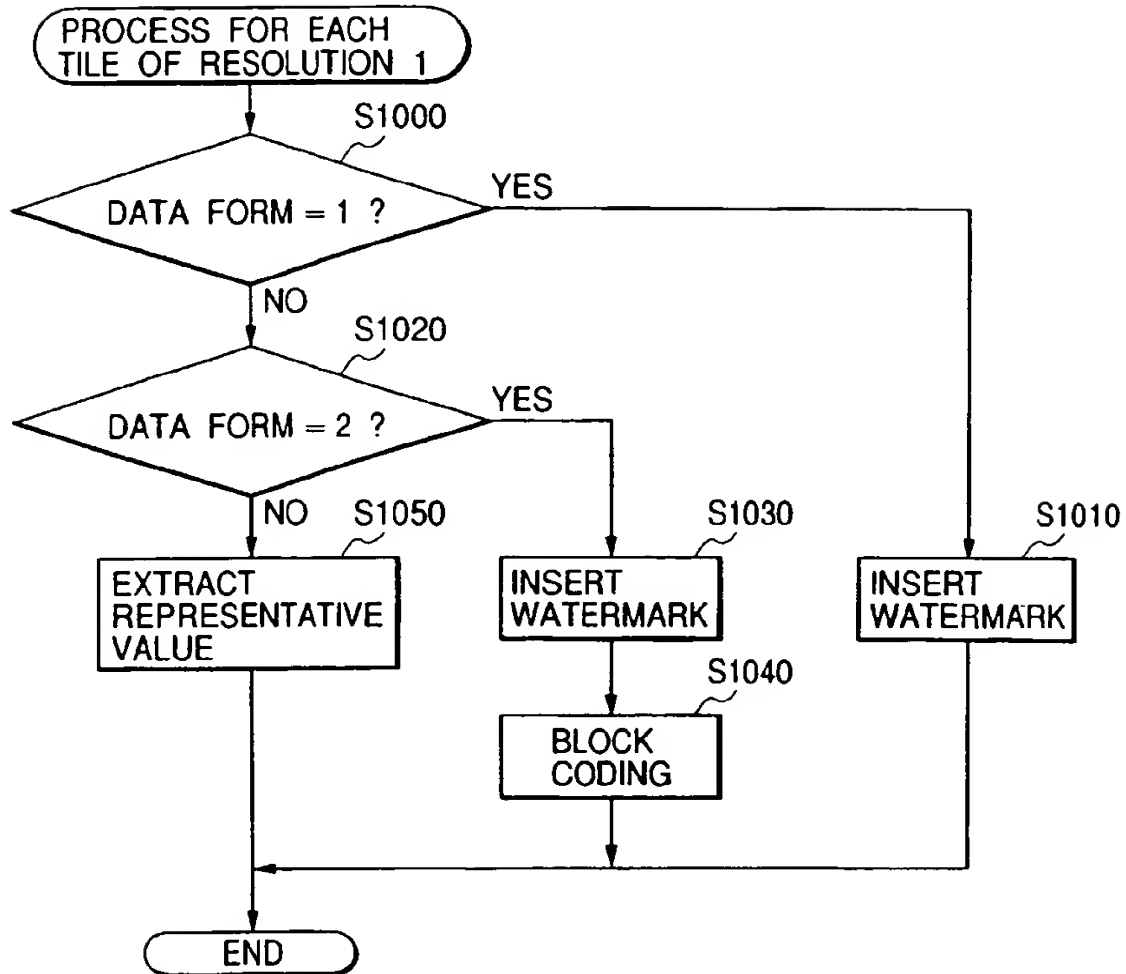 PROCESS FOR EACH
TILE OF RESOLUTION 1
S1000
DATA FORM = 1 ?
YES
NO
S1020
DATA FORM = 2 ?
YES
NO
S1050
EXTRACT
REPRESENTATIVE
VALUE
S1030
INSERT
WATERMARK
S1010
INSERT
WATERMARK
S1040
BLOCK
CODING
END